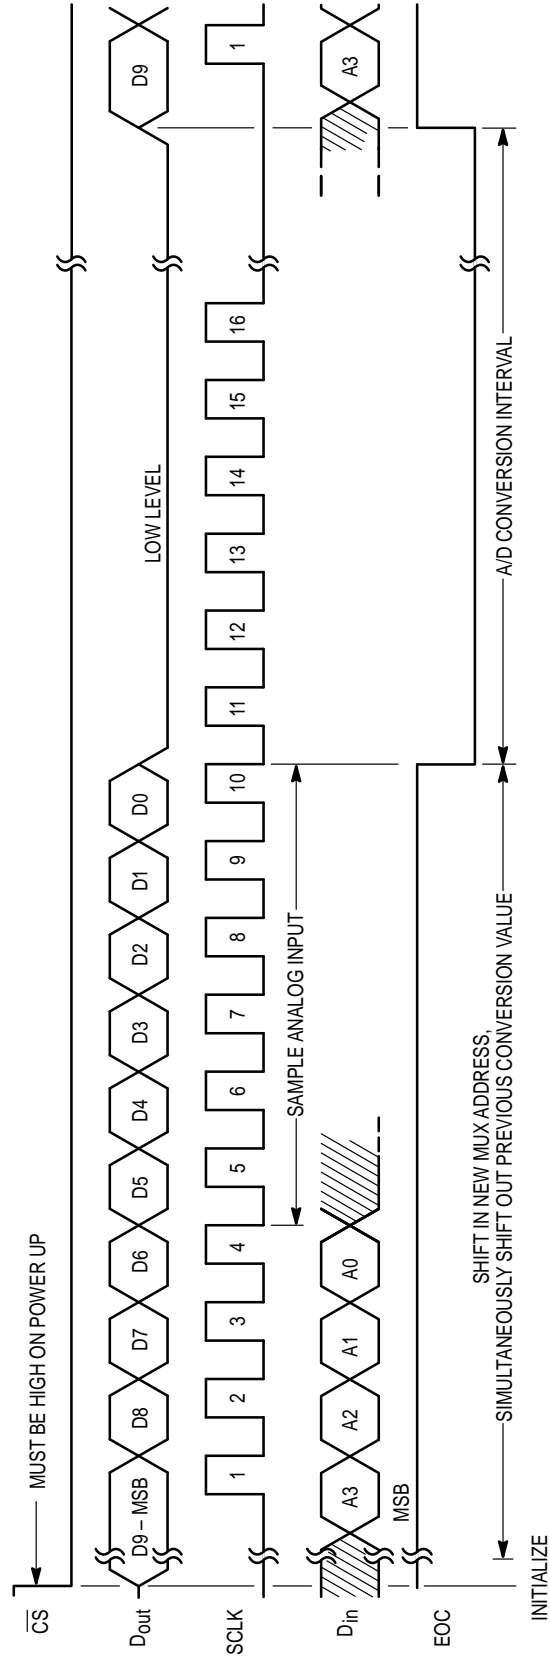 CS
MUST BE HIGH ON POWER UP
Dout
D9 – MSB
D8
D7
D6
D5
D4
D3
D2
D1
D0
LOW LEVEL
D9
SCLK
1
2
3
4
5
6
7
8
9
10
11
12
13
14
15
16
1
SAMPLE ANALOG INPUT
Din
A3
A2
A1
A0
A3
MSB
EOC
SHIFT IN NEW MUX ADDRESS,
SIMULTANEOUSLY SHIFT OUT PREVIOUS CONVERSION VALUE
A/D CONVERSION INTERVAL
INITIALIZE